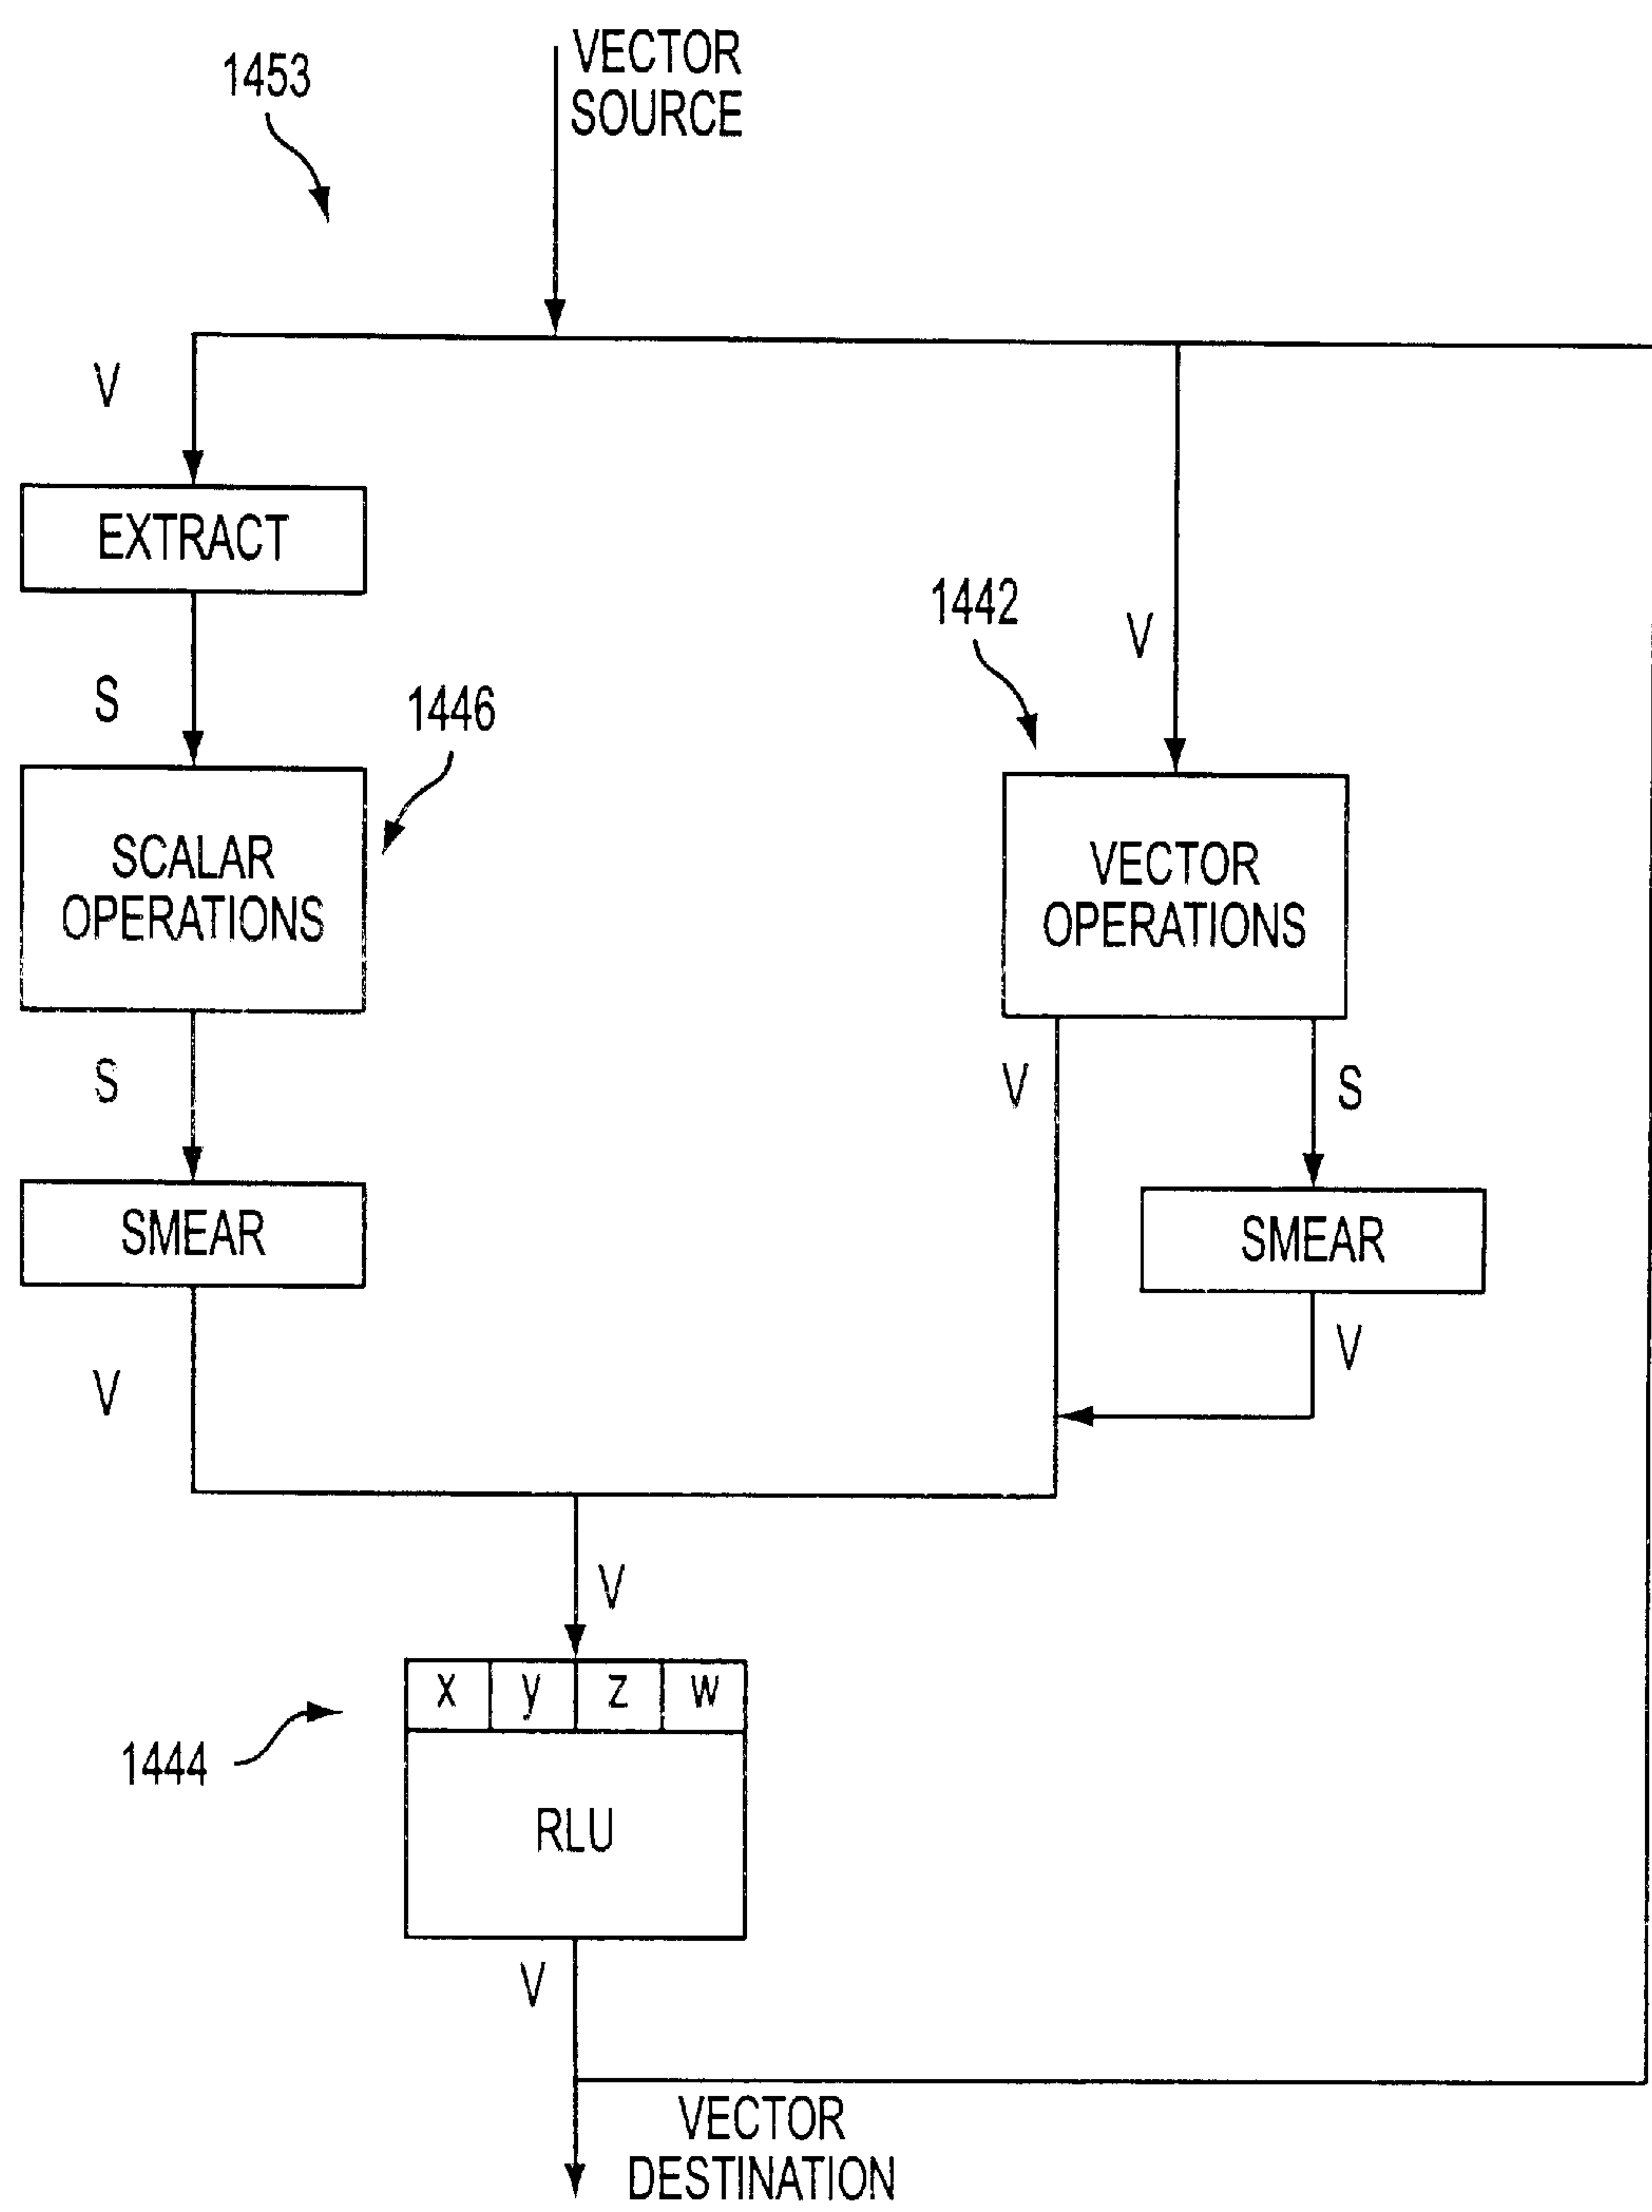 VECTOR
SOURCE
1453
V
EXTRACT
1442
V
S
1446
SCALAR
OPERATIONS
VECTOR
OPERATIONS
S
V
S
SMEAR
SMEAR
V
V
V
x y z w
1444
RLU
V
VECTOR
DESTINATION